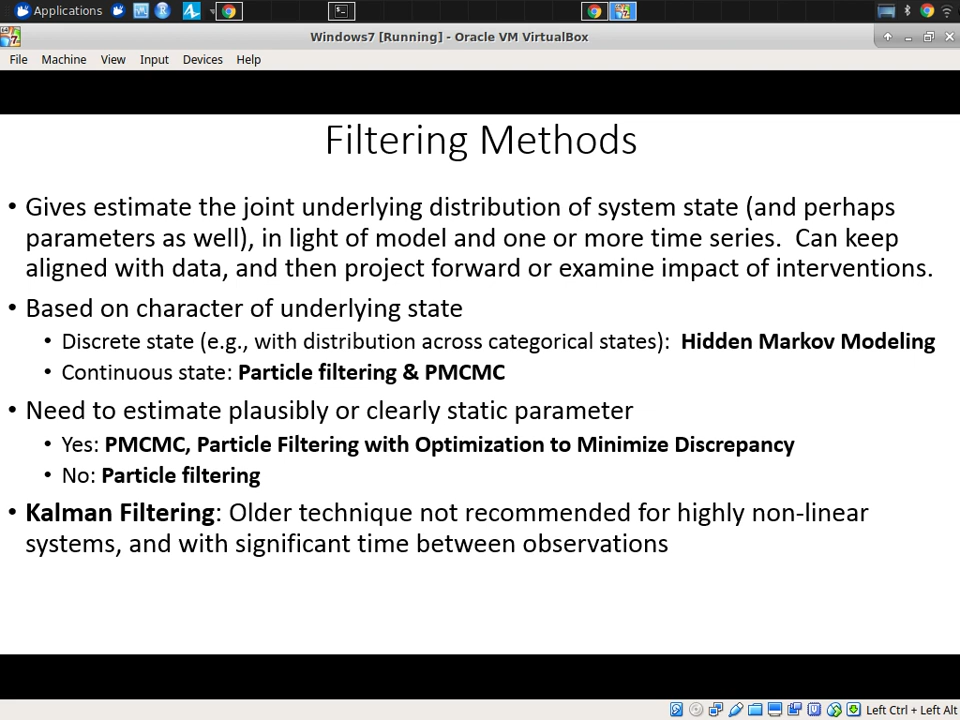 Applications
Windows7 [Running] - Oracle VM VirtualBox
File Machine View Input Devices Help
Filtering Methods
• Gives estimate the joint underlying distribution of system state (and perhaps
parameters as well), in light of model and one or more time series.  Can keep
aligned with data, and then project forward or examine impact of interventions.
• Based on character of underlying state
• Discrete state (e.g., with distribution across categorical states):  Hidden Markov Modeling
• Continuous state: Particle filtering & PMCMC
• Need to estimate plausibly or clearly static parameter
• Yes: PMCMC, Particle Filtering with Optimization to Minimize Discrepancy
• No: Particle filtering
• Kalman Filtering: Older technique not recommended for highly non-linear
systems, and with significant time between observations
Left Ctrl + Left Alt